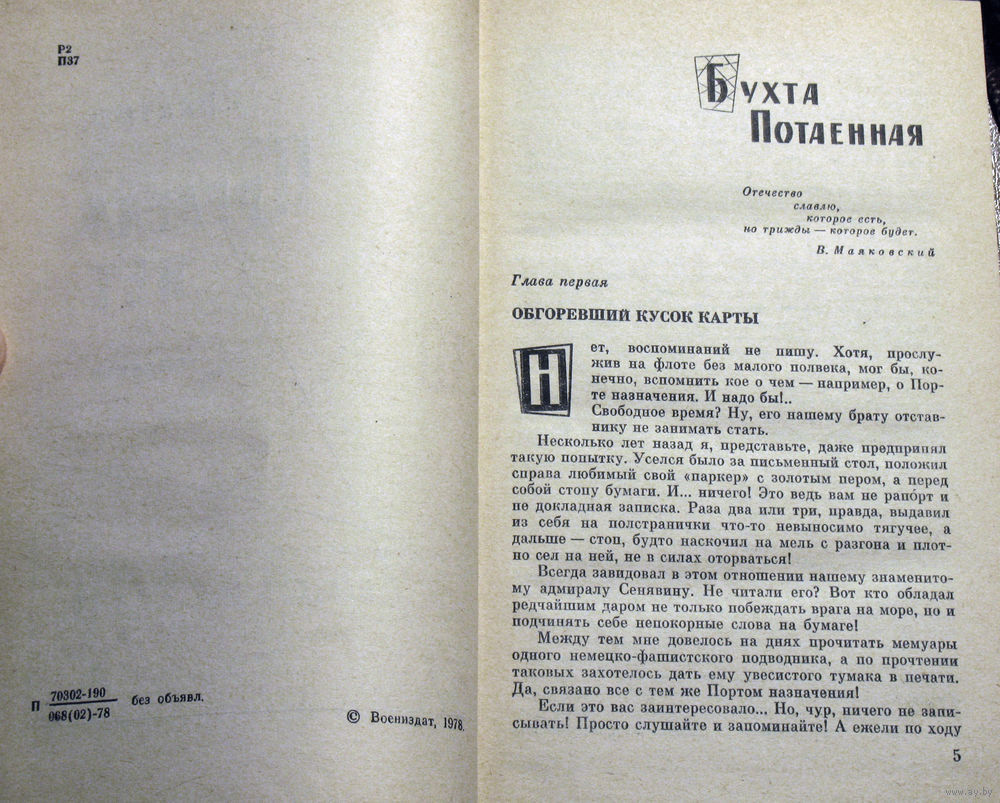 Р2
П37
П 70302-190 без объявл.
068(02)-78
© Воениздат, 1978.
БУХТА
ПОТАЕННАЯ
Отечество
славлю,
которое есть,
но трижды — которое будет.
В. Маяковский
Глава первая
ОБГОРЕВШИЙ КУСОК КАРТЫ
Нет, воспоминаний не пишу. Хотя, прослу-
жив на флоте без малого полвека, мог бы, ко-
нечно, вспомнить кое о чем — например, о Пор-
те назначения. И надо бы!..
Свободное время? Ну, его нашему брату отстав-
нику не занимать стать.
Несколько лет назад я, представьте, даже предпринял
такую попытку. Уселся было за письменный стол, положил
справа любимый свой «паркер» с золотым пером, а перед
собой стопу бумаги. И... ничего! Это ведь вам не рапорт и
не докладная записка. Раза два или три, правда, выдавил
из себя на полстранички что-то невыносимо тягучее, а
дальше — стоп, будто наскочил на мель с разгона и плот-
но сел на ней, не в силах оторваться!
Всегда завидовал в этом отношении нашему знаменито-
му адмиралу Сенявину. Не читали его? Вот кто обладал
редчайшим даром не только побеждать врага на море, но и
подчинять себе непокорные слова на бумаге!
Между тем мне довелось на днях прочитать мемуары
одного немецко-фашистского подводника, а по прочтении
таковых захотелось дать ему увесистого тумака в печати.
Да, связано все с тем же Портом назначения!
Если это вас заинтересовало... Но, чур, ничего не запи-
сывать! Просто слушайте и запоминайте! А ежели по ходу
5
www.ay.by